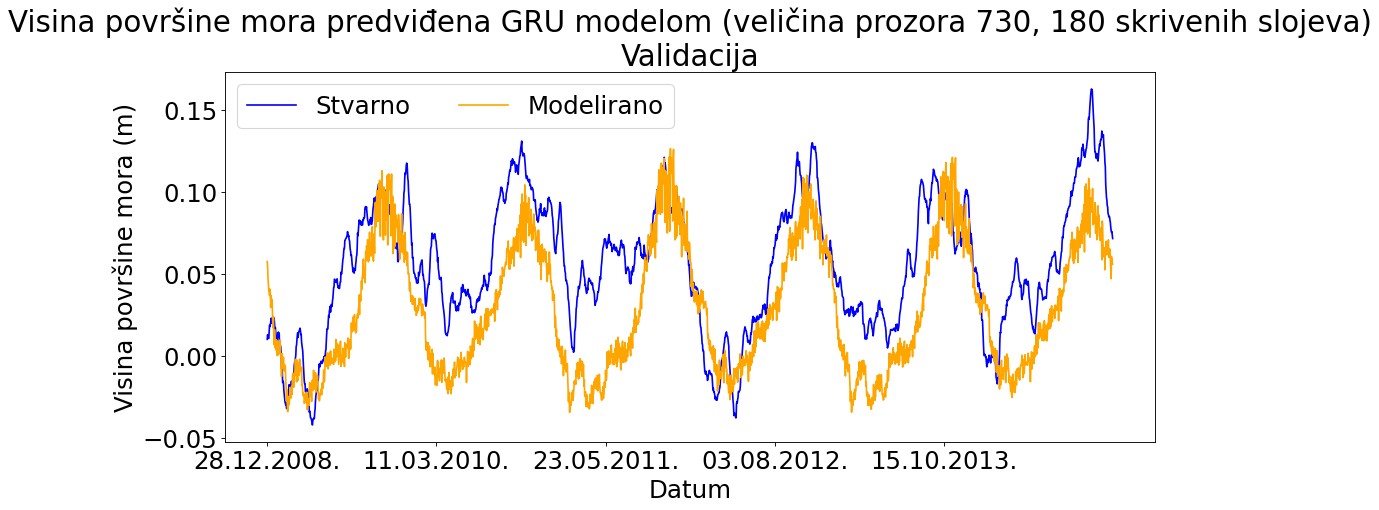 Visina površine mora predviđena GRU modelom (veličina prozora 730, 180 skrivenih slojeva)
Validacija
Stvarno
Modelirano
Visina površine mora (m)
0.15
0.10
0.05
0.00
−0.05
28.12.2008.
11.03.2010.
23.05.2011.
03.08.2012.
15.10.2013.
Datum